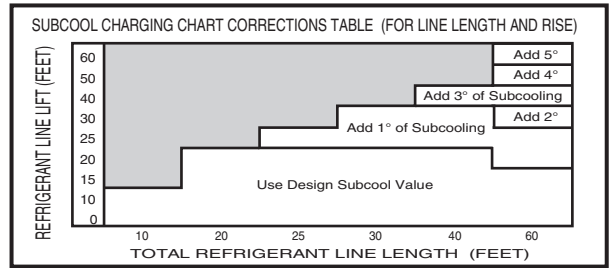 SUBCOOL CHARGING CHART CORRECTIONS TABLE (FOR LINE LENGTH AND RISE)
REFRIGERANT LINE LIFT (FEET)
60
50
40
30
25
20
15
10
0
Add 5°
Add 4°
Add 3° of Subcooling
Add 2°
Add 1° of Subcooling
Use Design Subcool Value
10 20 25 30 40 60
TOTAL REFRIGERANT LINE LENGTH (FEET)